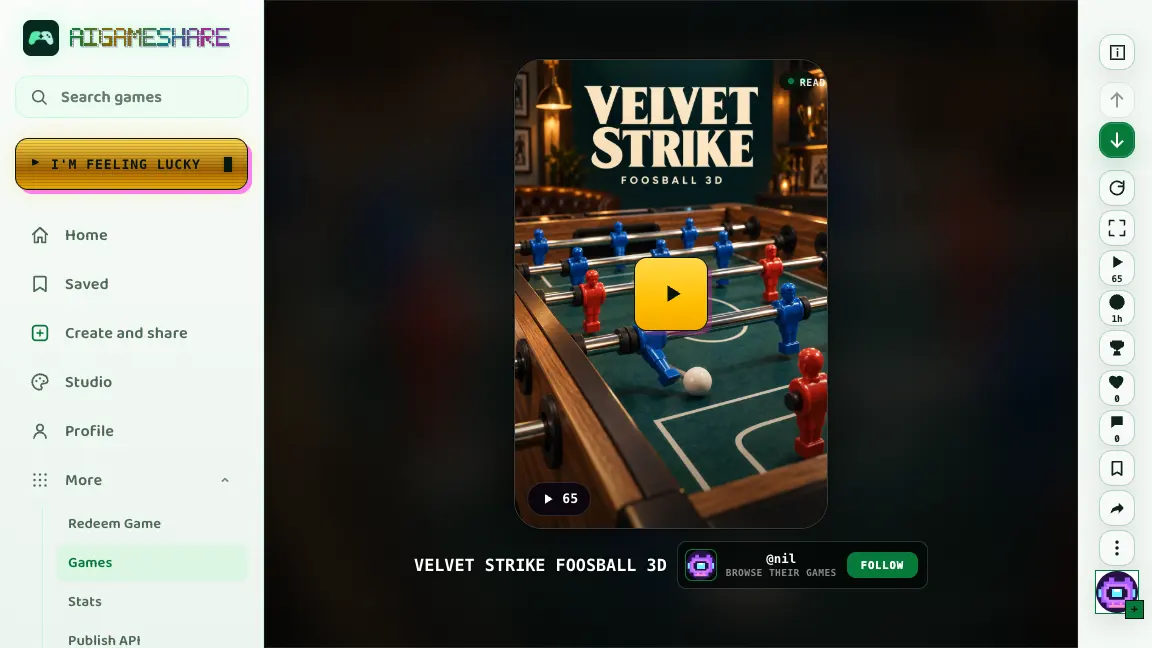 AIGAMESHARE
Search games
I'M FEELING LUCKY
Home
Saved
Create and share
Studio
Profile
More
Redeem Game
Games
Stats
Publish API
READ
VELVET
STRIKE
FOOSBALL 3D
65
VELVET STRIKE FOOSBALL 3D
@nil
BROWSE THEIR GAMES
FOLLOW
65
1h
0
0